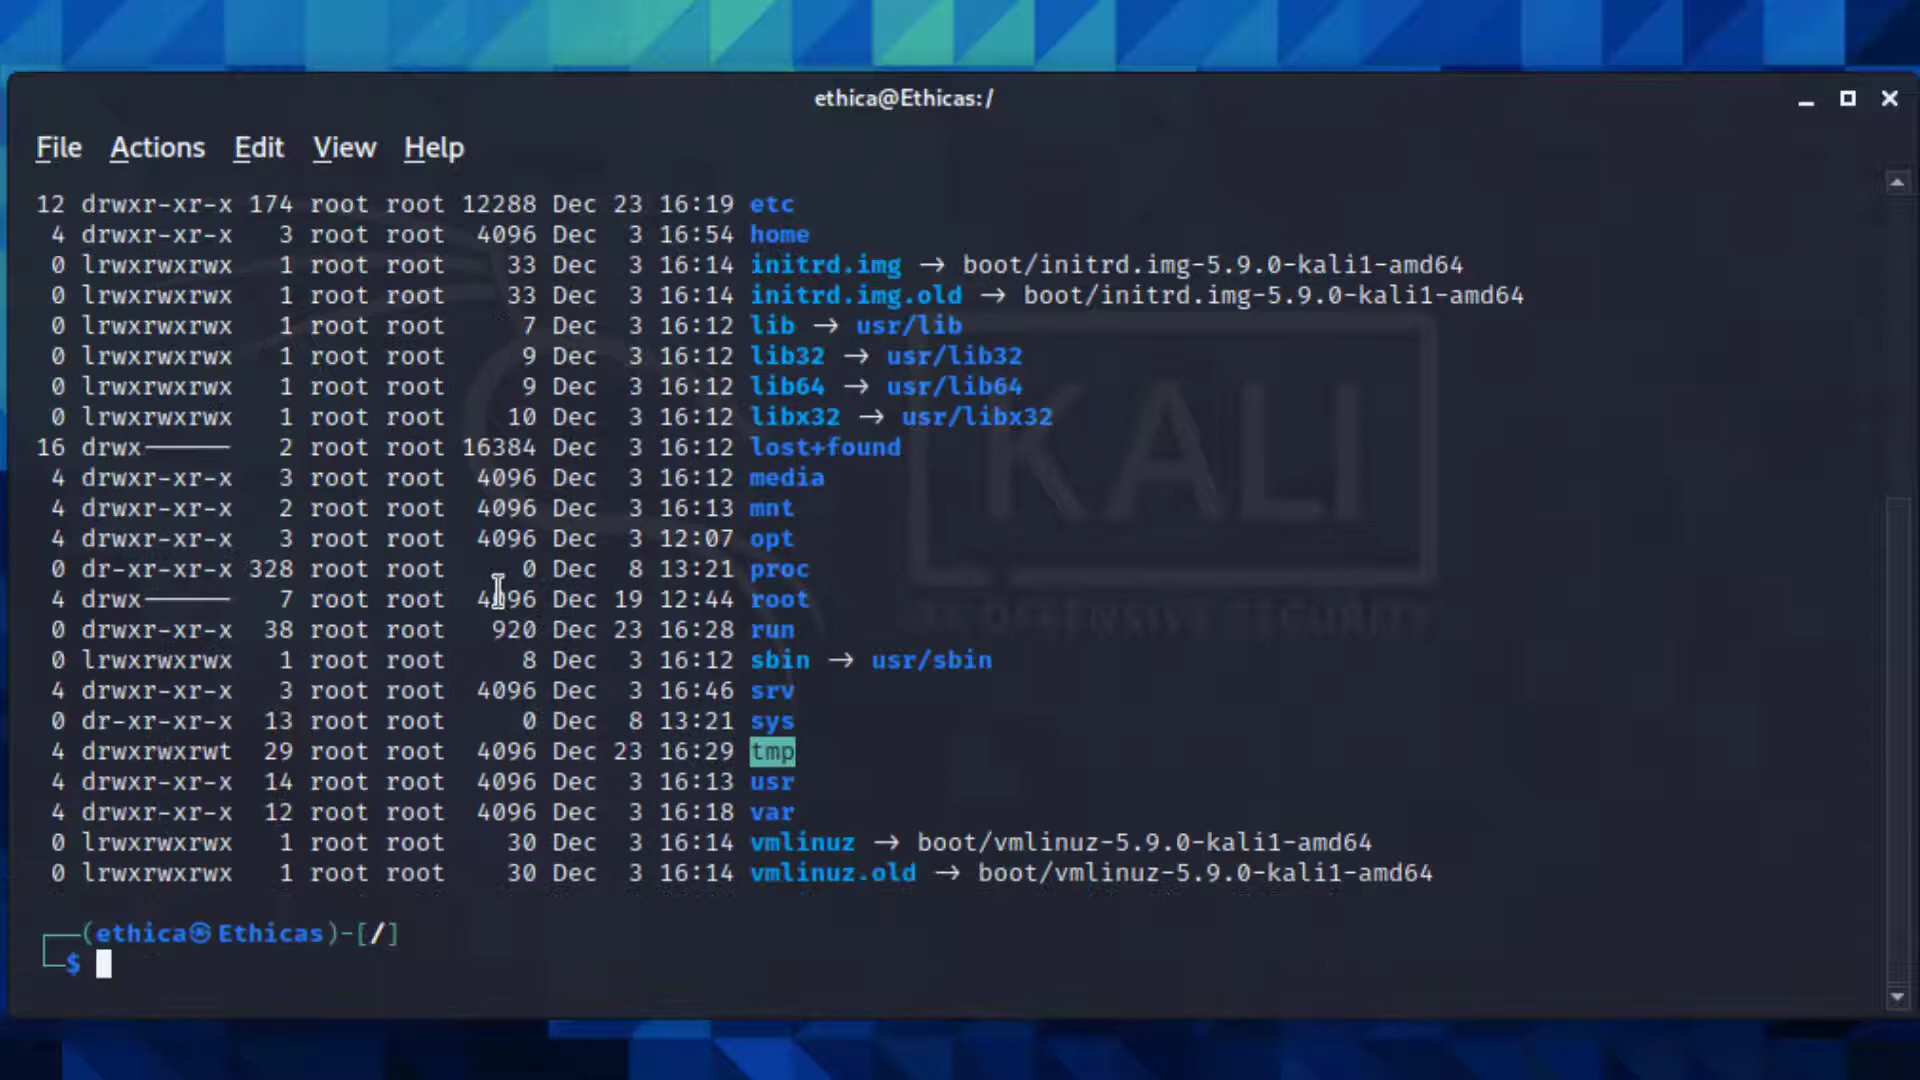 ethica@Ethicas:/
File Actions Edit View Help
12 drwxr-xr-x 174 root root 12288 Dec 23 16:19 etc
4 drwxr-xr-x 3 root root 4096 Dec 3 16:54 home
0 lrwxrwxrwx 1 root root 33 Dec 3 16:14 initrd.img → boot/initrd.img-5.9.0-kali1-amd64
0 lrwxrwxrwx 1 root root 33 Dec 3 16:14 initrd.img.old → boot/initrd.img-5.9.0-kali1-amd64
0 lrwxrwxrwx 1 root root 7 Dec 3 16:12 lib → usr/lib
0 lrwxrwxrwx 1 root root 9 Dec 3 16:12 lib32 → usr/lib32
0 lrwxrwxrwx 1 root root 9 Dec 3 16:12 lib64 → usr/lib64
0 lrwxrwxrwx 1 root root 10 Dec 3 16:12 libx32 → usr/libx32
16 drwx------ 2 root root 16384 Dec 3 16:12 lost+found
4 drwxr-xr-x 3 root root 4096 Dec 3 16:12 media
4 drwxr-xr-x 2 root root 4096 Dec 3 16:13 mnt
4 drwxr-xr-x 3 root root 4096 Dec 3 12:07 opt
0 dr-xr-xr-x 328 root root 0 Dec 8 13:21 proc
4 drwx------ 7 root root 4096 Dec 19 12:44 root
0 drwxr-xr-x 38 root root 920 Dec 23 16:28 run
0 lrwxrwxrwx 1 root root 8 Dec 3 16:12 sbin → usr/sbin
4 drwxr-xr-x 3 root root 4096 Dec 3 16:46 srv
0 dr-xr-xr-x 13 root root 0 Dec 8 13:21 sys
4 drwxrwxrwt 29 root root 4096 Dec 23 16:29 tmp
4 drwxr-xr-x 14 root root 4096 Dec 3 16:13 usr
4 drwxr-xr-x 12 root root 4096 Dec 3 16:18 var
0 lrwxrwxrwx 1 root root 30 Dec 3 16:14 vmlinuz → boot/vmlinuz-5.9.0-kali1-amd64
0 lrwxrwxrwx 1 root root 30 Dec 3 16:14 vmlinuz.old → boot/vmlinuz-5.9.0-kali1-amd64
┌──(ethica㉿Ethicas)-[/]
└─$
KALI
OFFENSIVE SECURITY